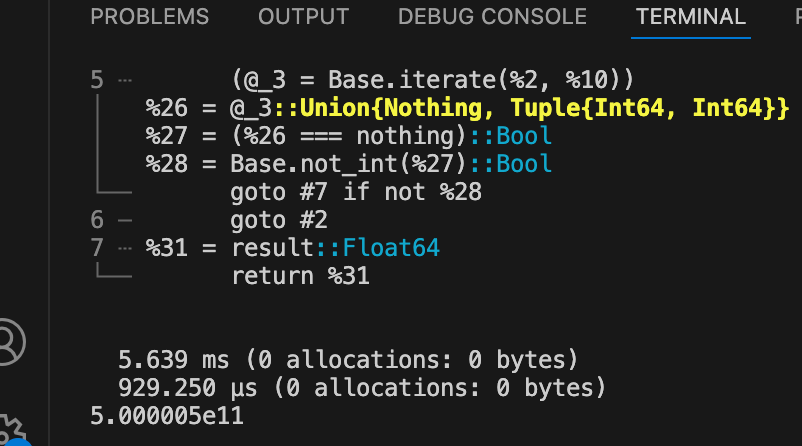 PROBLEMS OUTPUT DEBUG CONSOLE TERMINAL
5 ┄ (@_3 = Base.iterate(%2, %10))
│ %26 = @_3::Union{Nothing, Tuple{Int64, Int64}}
│ %27 = (%26 === nothing)::Bool
│ %28 = Base.not_int(%27)::Bool
└── goto #7 if not %28
6 ─ goto #2
7 ┄ %31 = result::Float64
└── return %31
5.639 ms (0 allocations: 0 bytes)
929.250 μs (0 allocations: 0 bytes)
5.000005e11